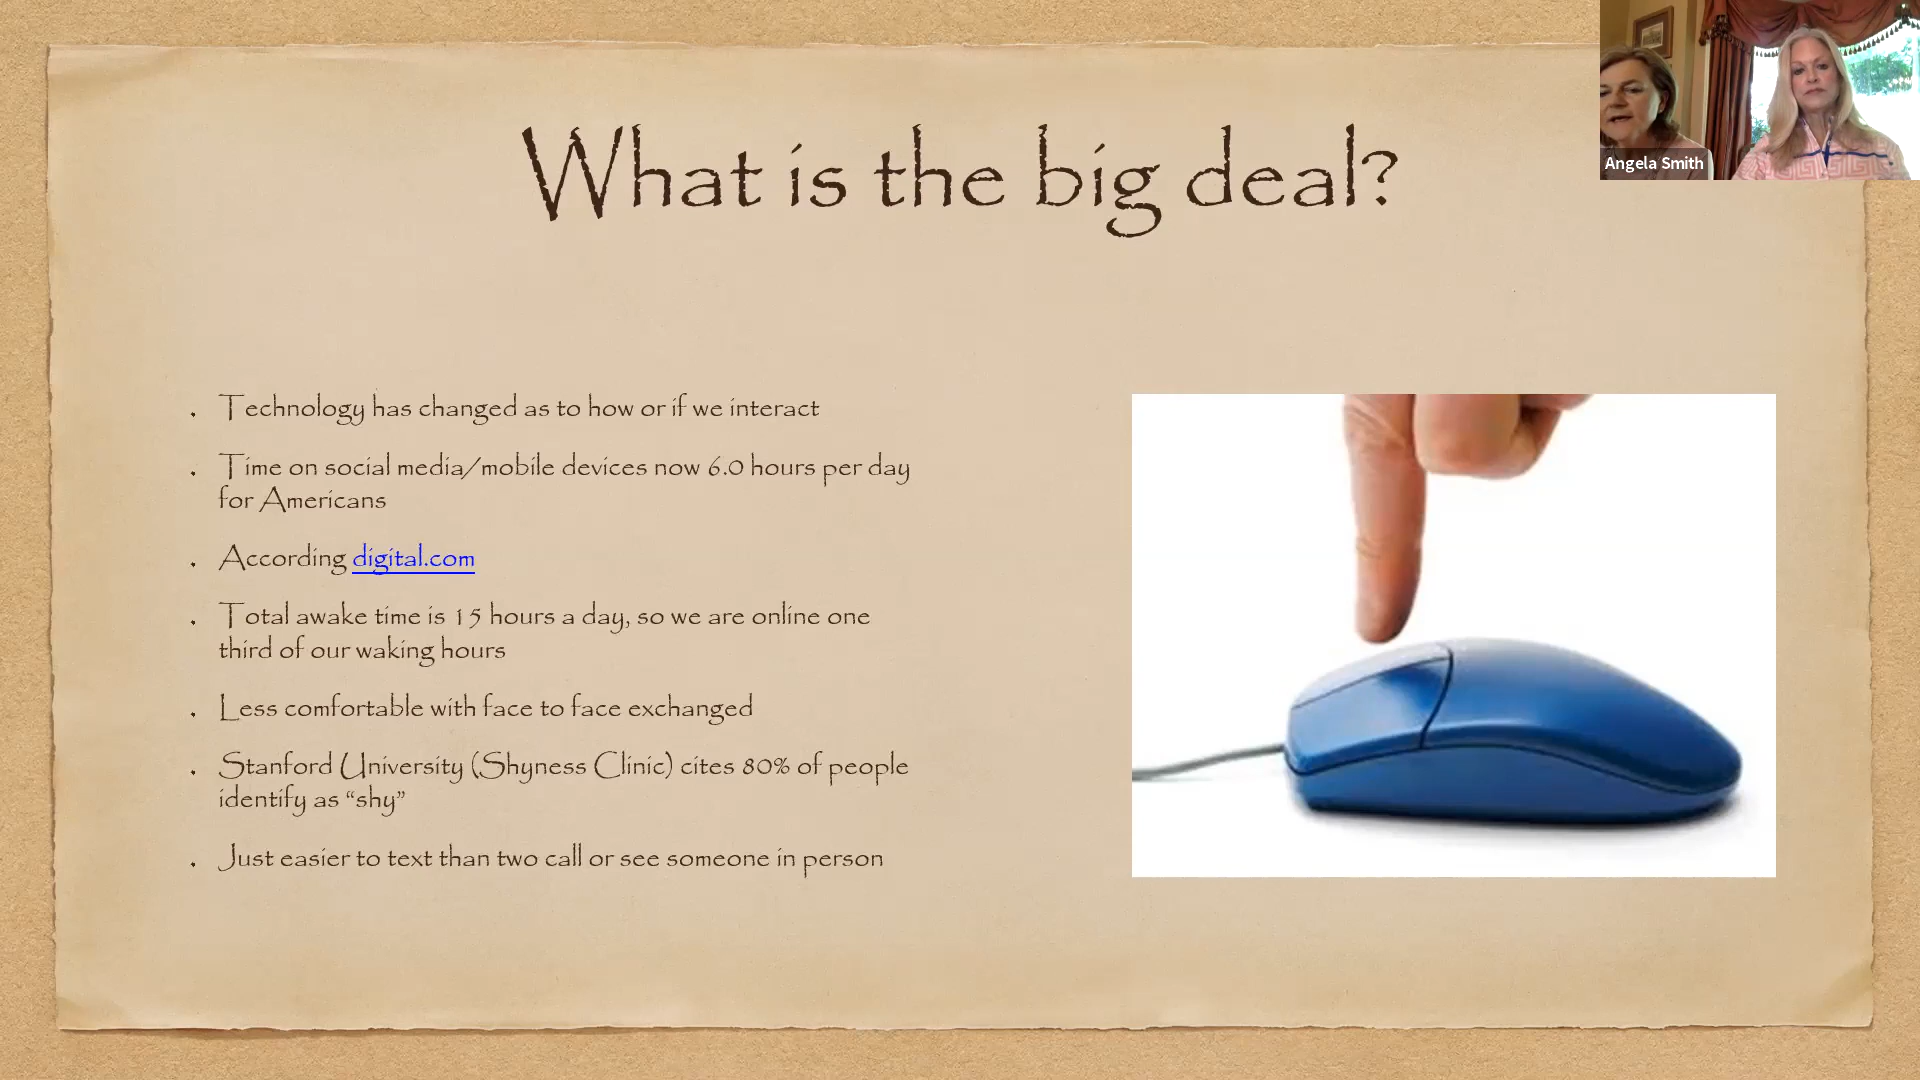 What is the big deal?
Angela Smith
. Technology has changed as to how or if we interact
. Time on social media/mobile devices now 6.0 hours per day
for Americans
. According digital.com
. Total awake time is 15 hours a day, so we are online one
third of our waking hours
. Less comfortable with face to face exchanged
. Stanford University (Shyness Clinic) cites 80% of people
identify as “shy”
. Just easier to text than two call or see someone in person